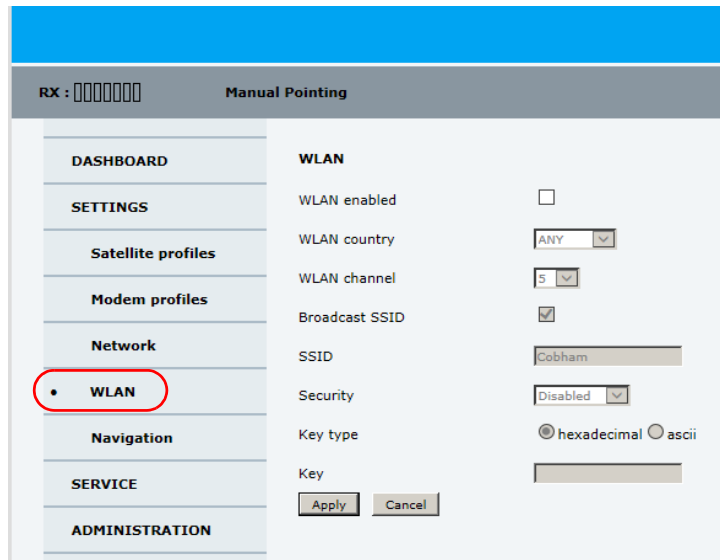 RX : Manual Pointing
DASHBOARD
SETTINGS
Satellite profiles
Modem profiles
Network
WLAN
Navigation
SERVICE
ADMINISTRATION
WLAN
WLAN enabled
WLAN country ANY
WLAN channel 5
Broadcast SSID
SSID Cobham
Security Disabled
Key type hexadecimal ascii
Key
Apply Cancel